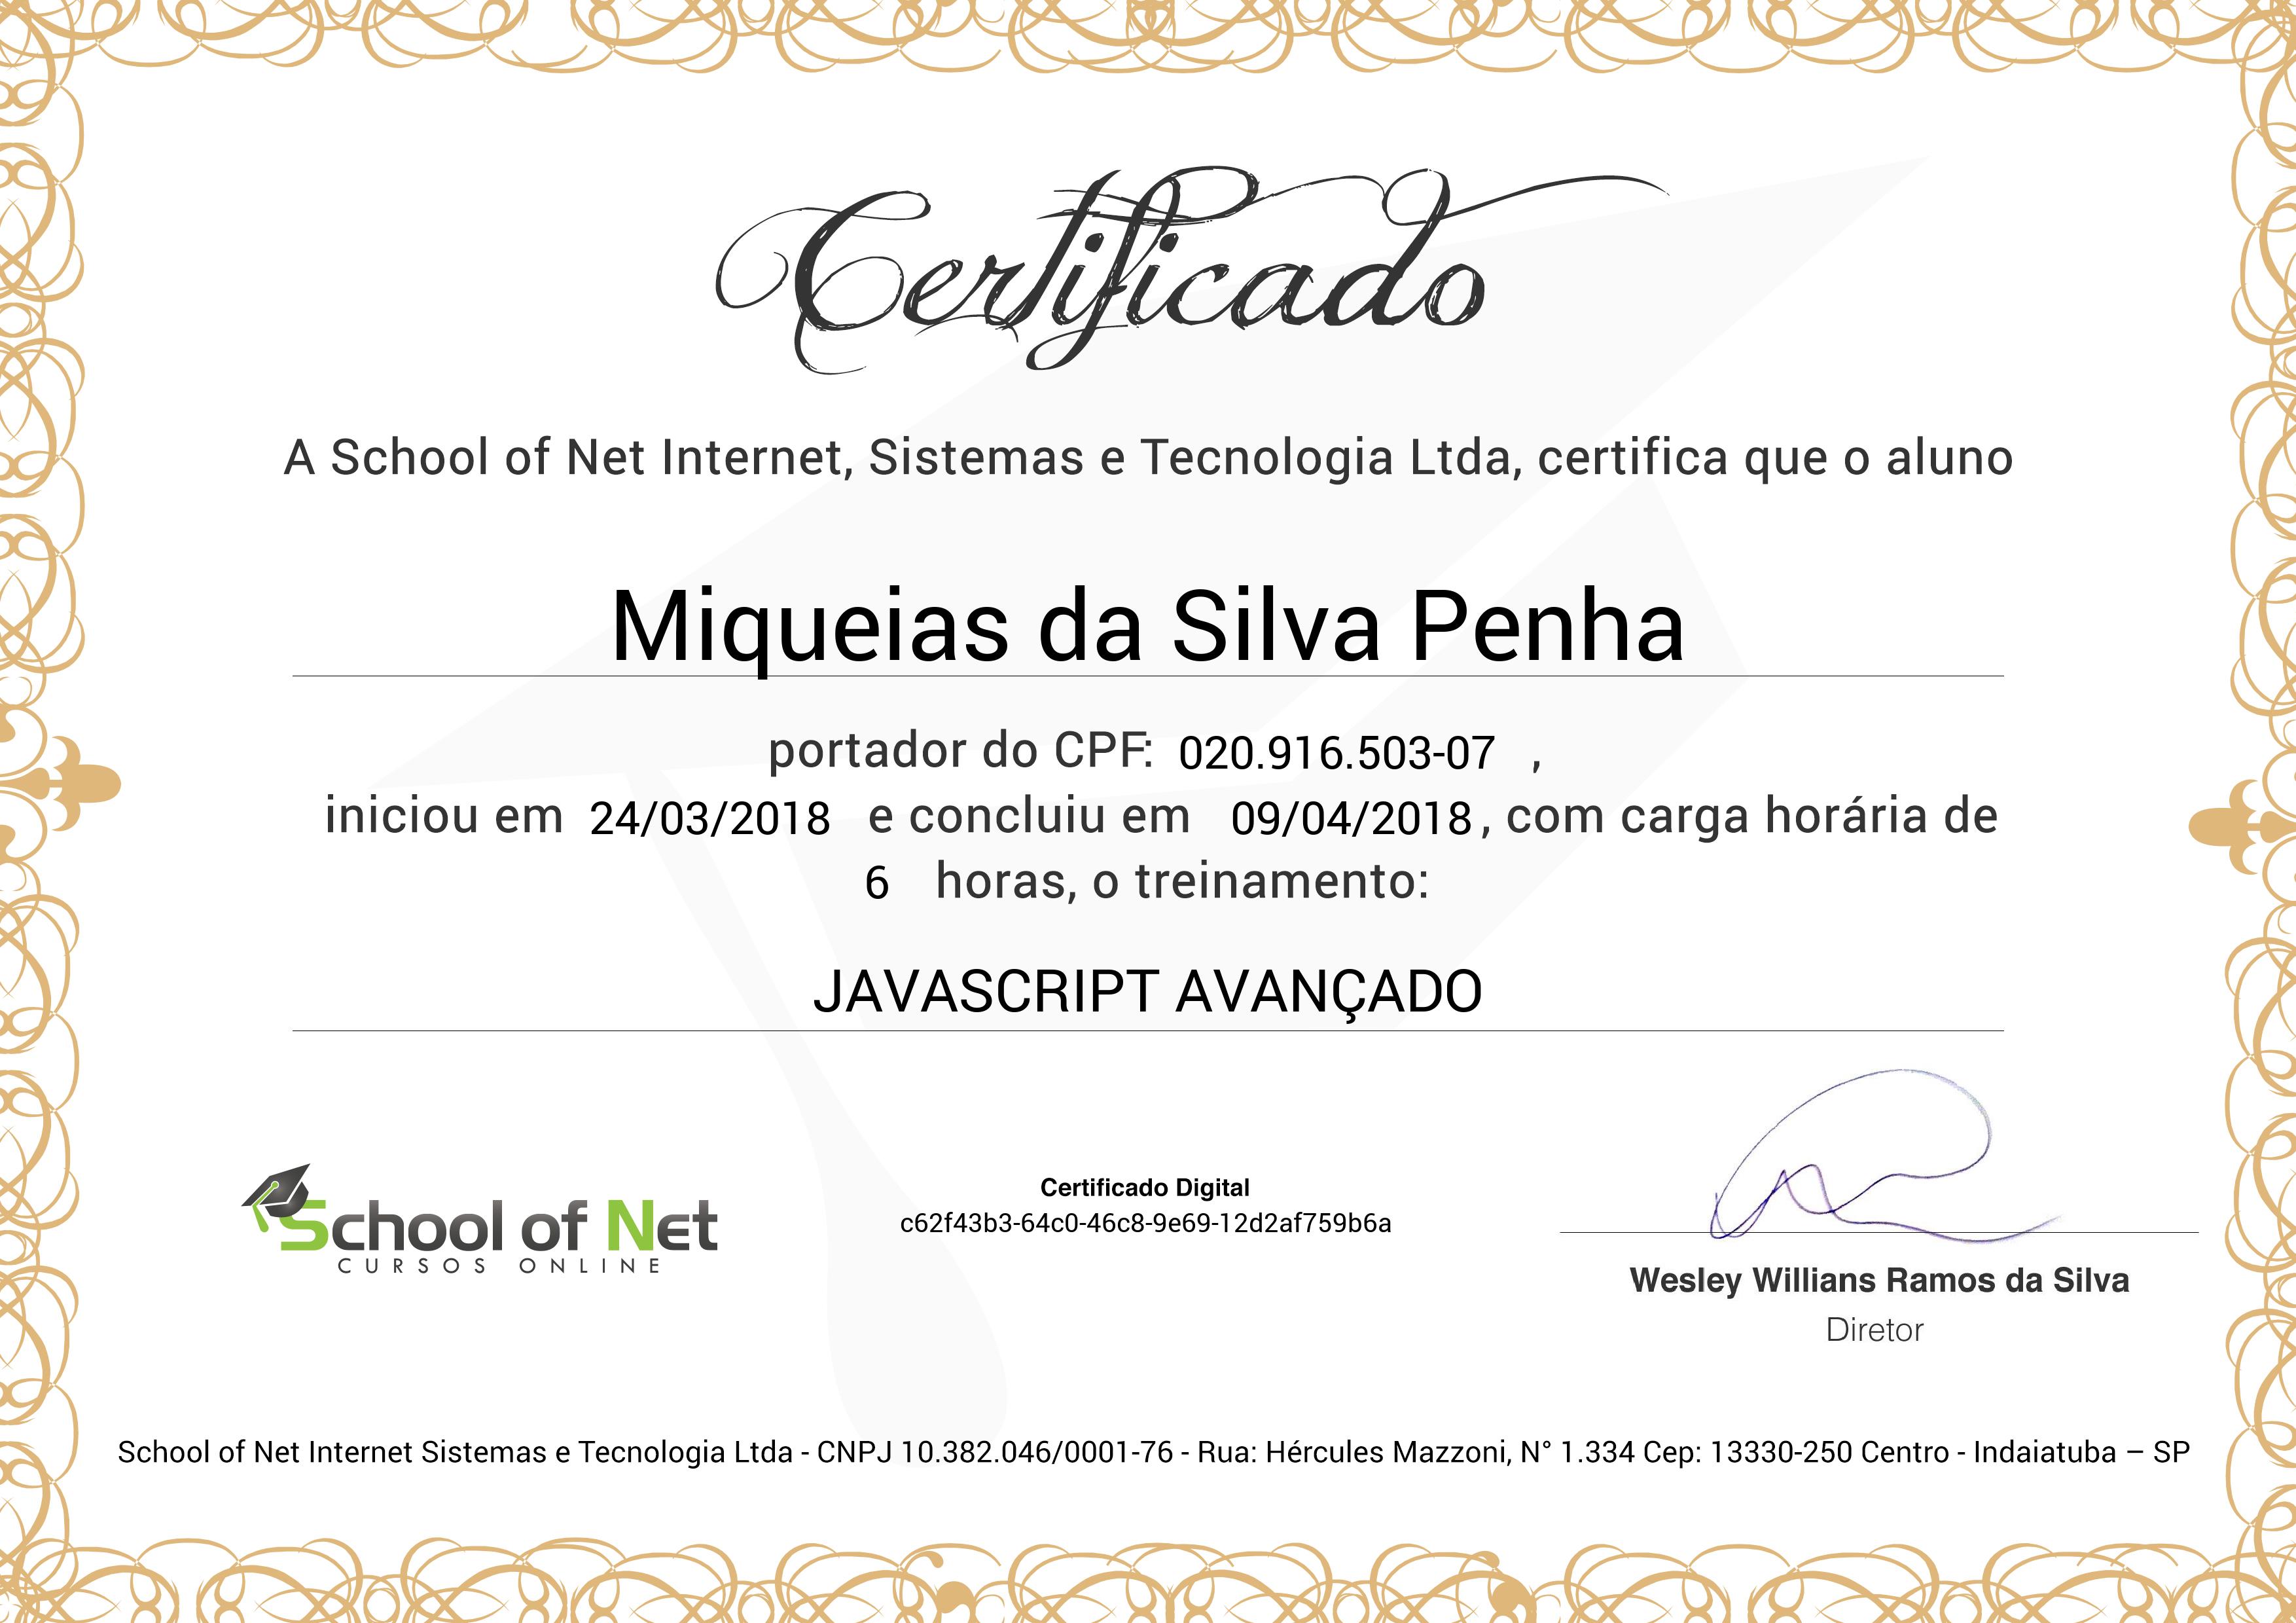 Certificado
A School of Net Internet, Sistemas e Tecnologia Ltda, certifica que o aluno
Miqueias da Silva Penha
portador do CPF: 020.916.503-07 ,
iniciou em 24/03/2018 e concluiu em 09/04/2018, com carga horária de
6 horas, o treinamento:
JAVASCRIPT AVANÇADO
School of Net
CURSOS ONLINE
Certificado Digital
c62f43b3-64c0-46c8-9e69-12d2af759b6a
Wesley Willians Ramos da Silva
Diretor
School of Net Internet Sistemas e Tecnologia Ltda - CNPJ 10.382.046/0001-76 - Rua: Hércules Mazzoni, N° 1.334 Cep: 13330-250 Centro - Indaiatuba – SP